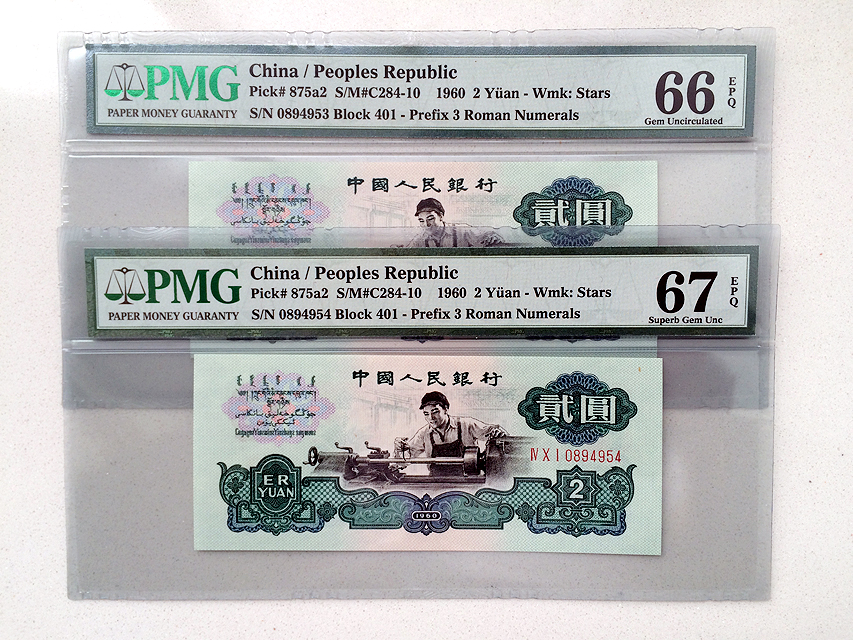 PMG
PAPER MONEY GUARANTY
China / Peoples Republic
Pick# 875a2 S/M#C284-10 1960 2 Yüan - Wmk: Stars
S/N 0894953 Block 401 - Prefix 3 Roman Numerals
66
EPQ
Gem Uncirculated
中國人民銀行
貳圓
PMG
PAPER MONEY GUARANTY
China / Peoples Republic
Pick# 875a2 S/M#C284-10 1960 2 Yüan - Wmk: Stars
S/N 0894954 Block 401 - Prefix 3 Roman Numerals
67
EPQ
Superb Gem Unc
中國人民銀行
貳圓
IV X I 0894954
ER
YUAN
2
1960